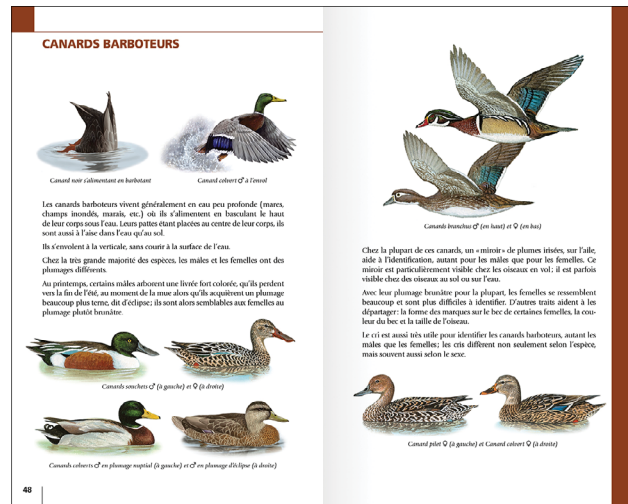 CANARDS BARBOTEURS
Canard noir s'alimentant en barbotant
Canard colvert ♂ à l'envol
Les canards barboteurs vivent généralement en eau peu profonde (mares,
champs inondés, marais, etc.) où ils s'alimentent en basculant le haut
de leur corps sous l'eau. Leurs pattes étant placées au centre de leur corps, ils
sont aussi à l'aise dans l'eau qu'au sol.
Ils s'envolent à la verticale, sans courir à la surface de l'eau.
Chez la très grande majorité des espèces, les mâles et les femelles ont des
plumages différents.
Au printemps, certains mâles arborent une livrée fort colorée, qu'ils perdent
vers la fin de l'été, au moment de la mue alors qu'ils acquièrent un plumage
beaucoup plus terne, dit d'éclipse; ils sont alors semblables aux femelles au
plumage plutôt brunâtre.
Canards souchets ♂ (à gauche) et ♀ (à droite)
Canards colverts ♂ en plumage nuptial (à gauche) et ♂ en plumage d'éclipse (à droite)
48
Canards branchus ♂ (en haut) et ♀ (en bas)
Chez la plupart de ces canards, un «miroir» de plumes irisées, sur l'aile,
aide à l'identification, autant pour les mâles que pour les femelles. Ce
miroir est particulièrement visible chez les oiseaux en vol; il est parfois
visible chez des oiseaux au sol ou sur l'eau.
Avec leur plumage brunâtre pour la plupart, les femelles se ressemblent
beaucoup et sont plus difficiles à identifier. D'autres traits aident à les
départager: la forme des marques sur le bec de certaines femelles, la cou-
leur du bec et la taille de l'oiseau.
Le cri est aussi très utile pour identifier les canards barboteurs, autant les
mâles que les femelles; les cris diffèrent non seulement selon l'espèce,
mais souvent aussi selon le sexe.
Canard pilet ♀ (à gauche) et Canard colvert ♀ (à droite)